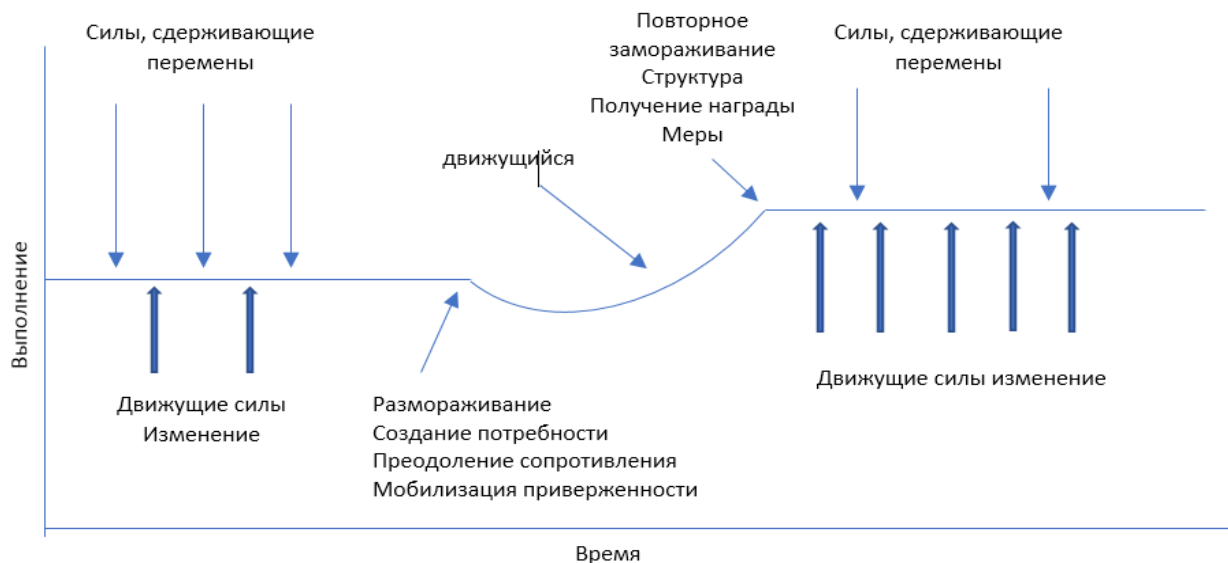 Силы, сдерживающие
перемены
Повторное
замораживание
Структура
Получение награды
Меры
Силы, сдерживающие
перемены
движущийся
Выполнение
Движущие силы
Изменение
Размораживание
Создание потребности
Преодоление сопротивления
Мобилизация приверженности
Движущие силы изменение
Время